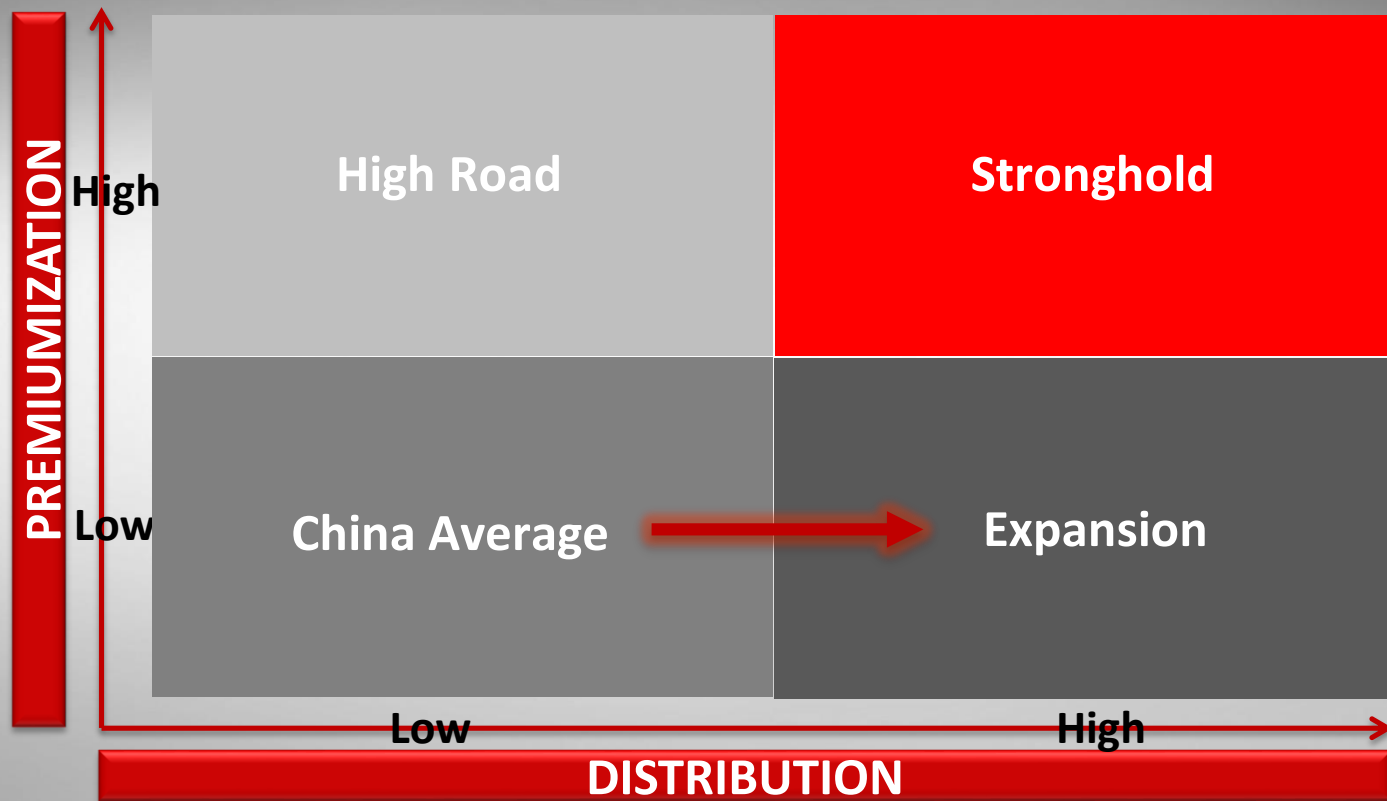 PREMIUMIZATION
High
High Road
Stronghold
Low
China Average
Expansion
Low
High
DISTRIBUTION